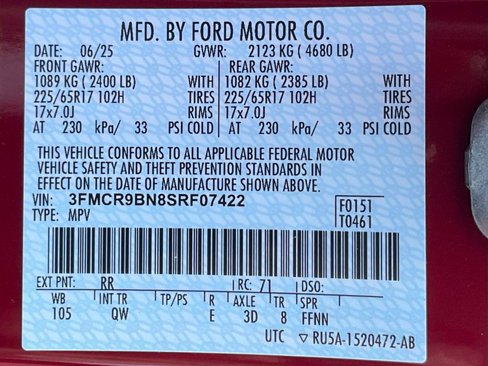 MFD. BY FORD MOTOR CO.
DATE: 06/25 GVWR: 2123 KG (4680 LB)
FRONT GAWR: REAR GAWR:
1089 KG (2400 LB) WITH 1082 KG (2385 LB) WITH
225/65R17 102H TIRES 225/65R17 102H TIRES
17x7.0J RIMS 17x7.0J RIMS
AT 230 kPa/ 33 PSI COLD AT 230 kPa/ 33 PSI COLD
THIS VEHICLE CONFORMS TO ALL APPLICABLE FEDERAL MOTOR
VEHICLE SAFETY AND THEFT PREVENTION STANDARDS IN
EFFECT ON THE DATE OF MANUFACTURE SHOWN ABOVE.
VIN: 3FMCR9BN8SRF07422 F0151
TYPE: MPV T0461
EXT PNT: RR RC: 71 DSO:
WB INT TR TP/PS R AXLE TR SPR
105 QW E 3D 8 FFNN
UTC ▽ RU5A-1520472-AB